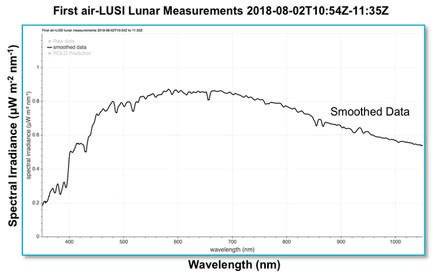 First air-LUSI Lunar Measurements 2018-08-02T10:54Z-11:35Z
First air-LUSI lunar measurements 2018-08-02T10:54Z to 11:35Z
Raw data
smoothed data
ROLO Prediction
Smoothed Data
Spectral Irradiance (µW m-2 nm-1)
spectral irradiance (µW m-2 nm-1)
1
0.8
0.6
0.4
0.2
0
400
500
600
700
800
900
1000
wavelength (nm)
Wavelength (nm)